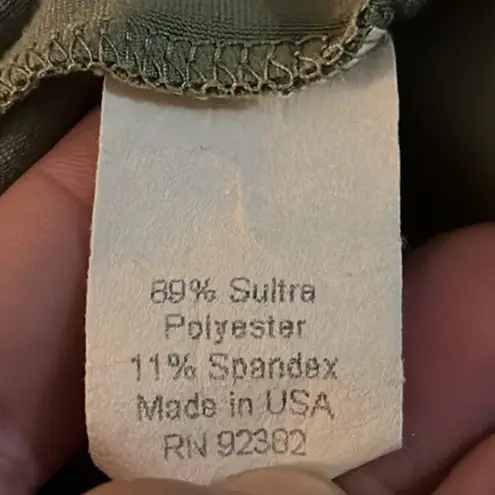 89% Sultra
Polyester
11% Spandex
Made in USA
RN 92382